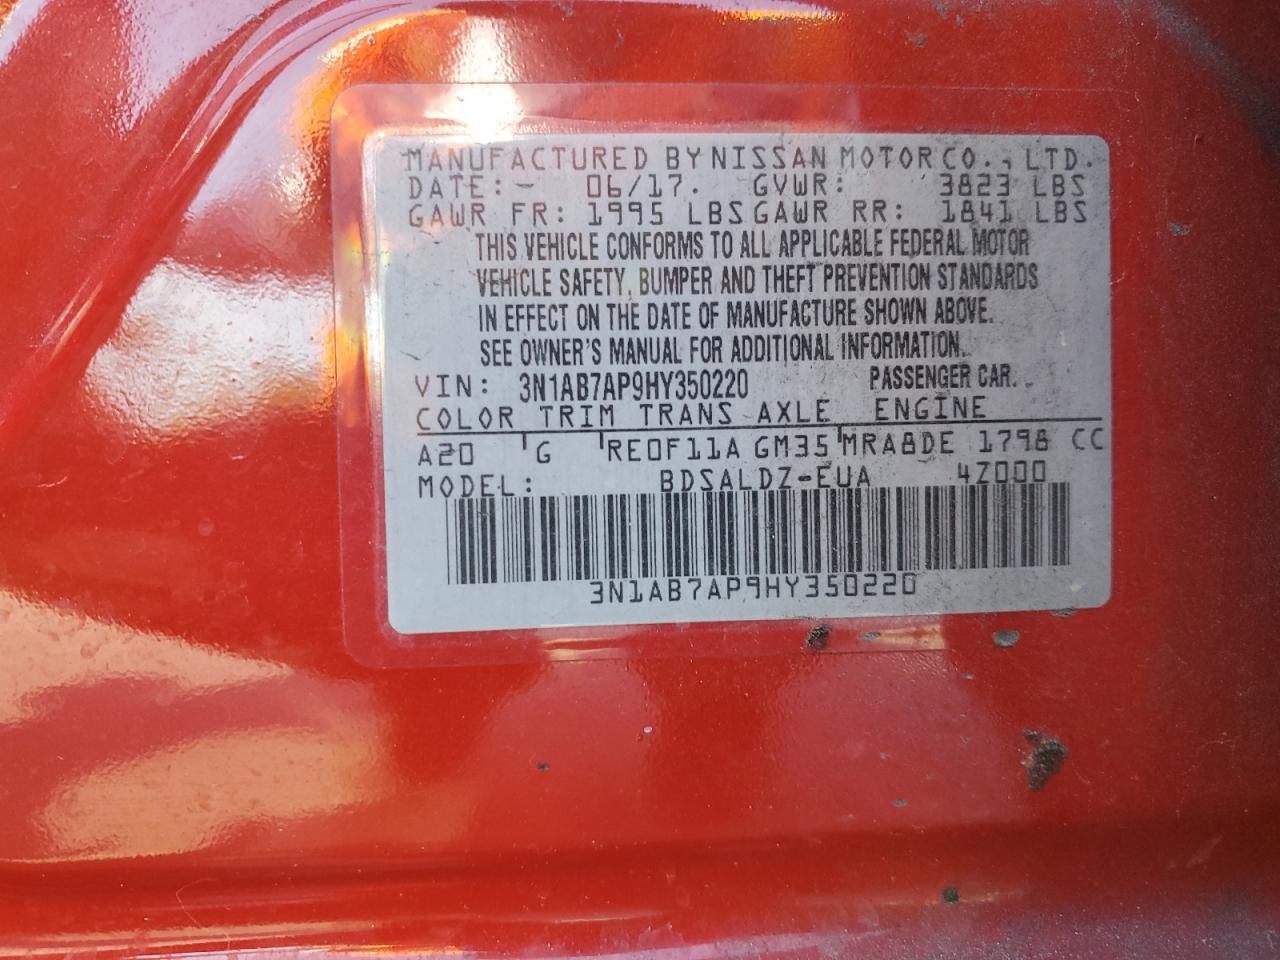 MANUFACTURED BY NISSAN MOTOR CO., LTD.
DATE:- 06/17. GVWR: 3823 LBS
GAWR FR: 1995 LBS GAWR RR: 1841 LBS
THIS VEHICLE CONFORMS TO ALL APPLICABLE FEDERAL MOTOR
VEHICLE SAFETY, BUMPER AND THEFT PREVENTION STANDARDS
IN EFFECT ON THE DATE OF MANUFACTURE SHOWN ABOVE.
SEE OWNER'S MANUAL FOR ADDITIONAL INFORMATION.
VIN: 3N1AB7AP9HY350220 PASSENGER CAR.
COLOR TRIM TRANS AXLE ENGINE
A20 'G 'RE0F11A GM35'MRA8DE 1798 CC
MODEL: BDSALDZ-EUA 4Z000
3N1AB7AP9HY350220